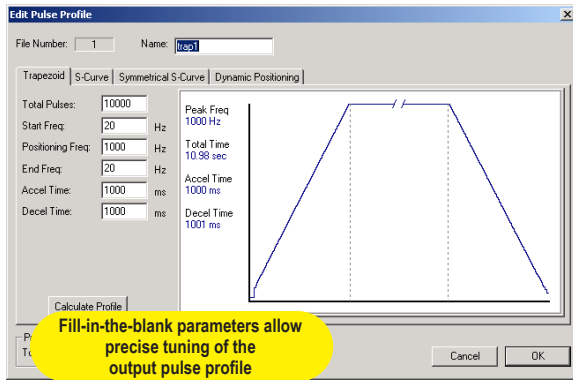 Edit Pulse Profile
File Number: 1 Name: trap1
Trapezoid S-Curve Symmetrical S-Curve Dynamic Positioning
Total Pulses: 10000
Start Freq: 20 Hz
Positioning Freq: 1000 Hz
End Freq: 20 Hz
Accel Time: 1000 ms
Decel Time: 1000 ms
Peak Freq
1000 Hz
Total Time
10.98 sec
Accel Time
1000 ms
Decel Time
1001 ms
Calculate Profile
Fill-in-the-blank parameters allow
precise tuning of the
output pulse profile
Cancel OK